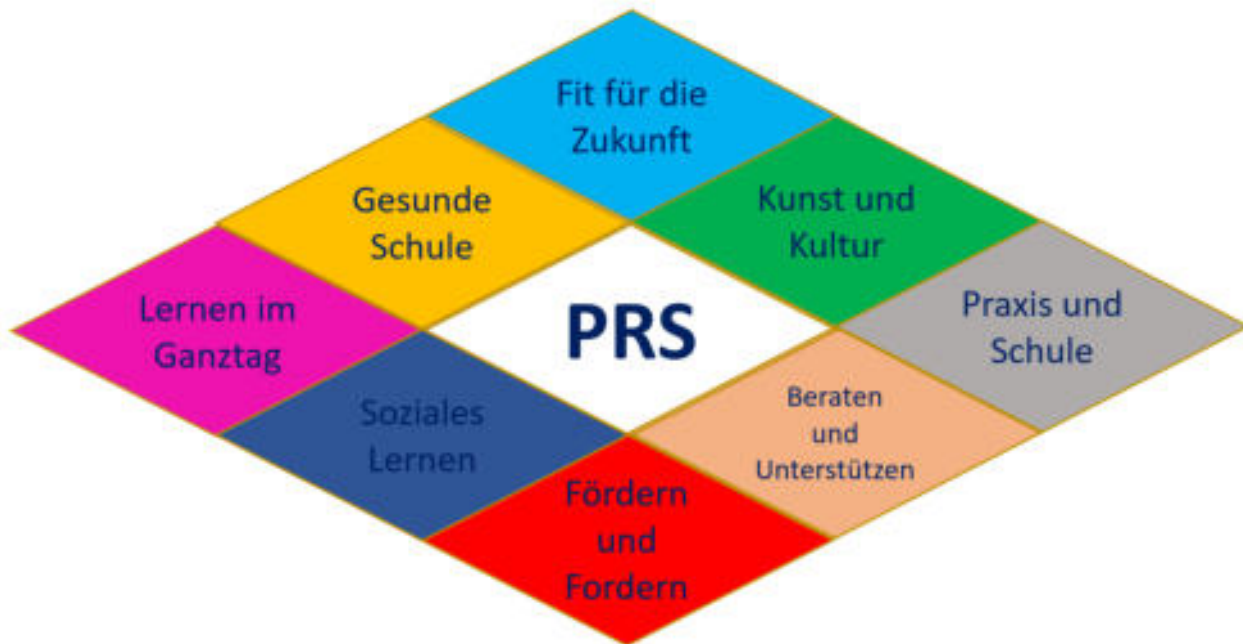 Fit für die
Zukunft
Gesunde
Schule
Kunst und
Kultur
Lernen im
Ganztag
PRS
Praxis und
Schule
Soziales
Lernen
Beraten
und
Unterstützen
Fördern
und
Fordern